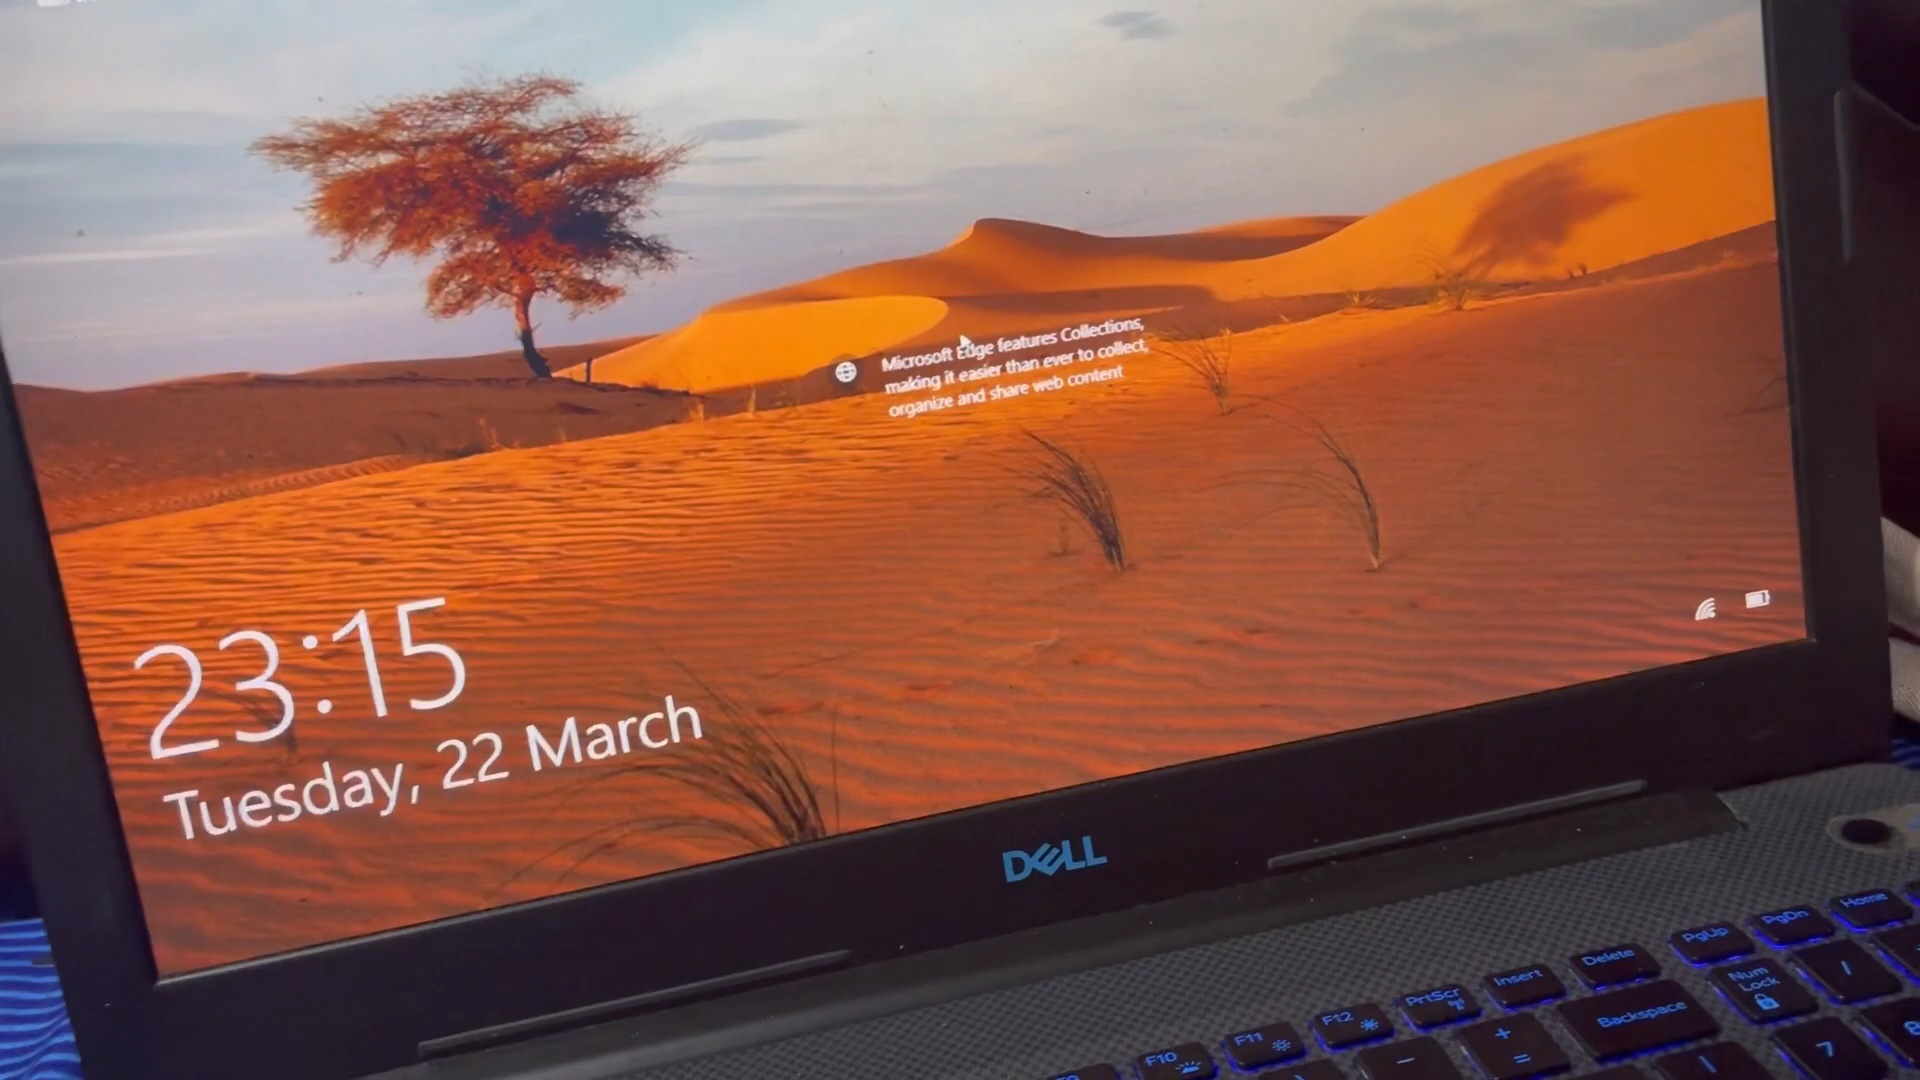 Microsoft Edge features Collections,
making it easier than ever to collect,
organize and share web content
23:15
Tuesday, 22 March
DELL
Home
PgDn
PgUp
Delete
Insert
PrtScr
F12
F11
F10
Num
Lock
/
Backspace
+
=
-
7